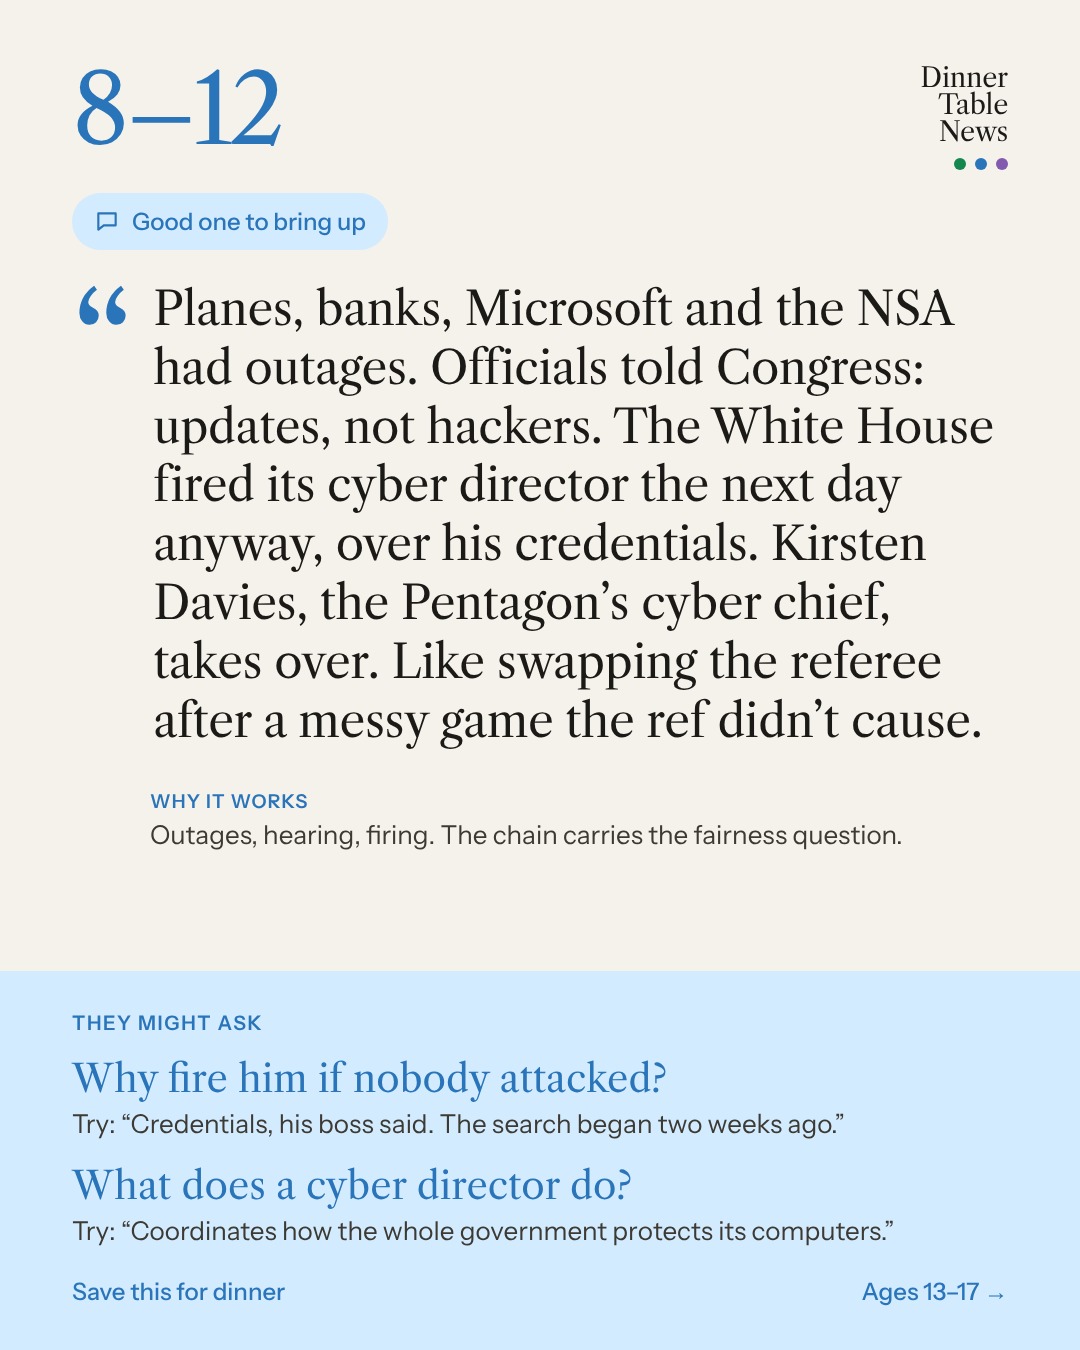 8–12
Dinner
Table
News
Good one to bring up
“ Planes, banks, Microsoft and the NSA
had outages. Officials told Congress:
updates, not hackers. The White House
fired its cyber director the next day
anyway, over his credentials. Kirsten
Davies, the Pentagon’s cyber chief,
takes over. Like swapping the referee
after a messy game the ref didn’t cause.
WHY IT WORKS
Outages, hearing, firing. The chain carries the fairness question.
THEY MIGHT ASK
Why fire him if nobody attacked?
Try: “Credentials, his boss said. The search began two weeks ago.”
What does a cyber director do?
Try: “Coordinates how the whole government protects its computers.”
Save this for dinner
Ages 13–17 →